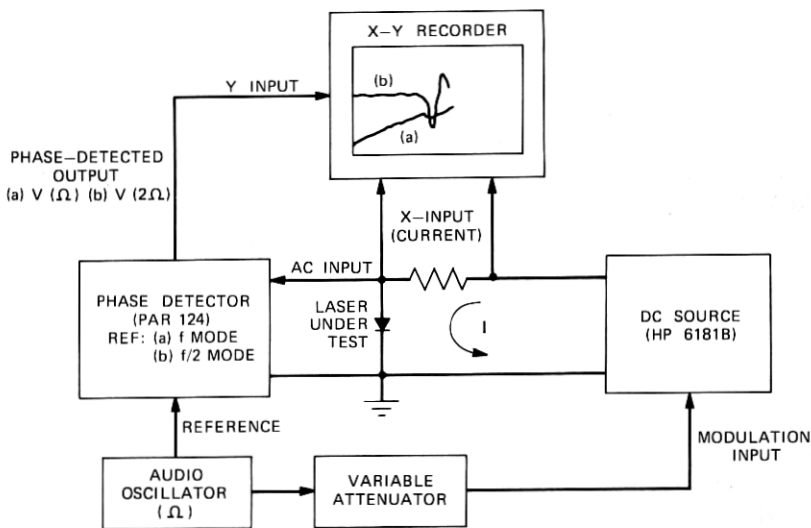 X-Y RECORDER
(b)
(a)
Y INPUT
PHASE-DETECTED
OUTPUT
(a) V (Ω) (b) V (2Ω)
X-INPUT
(CURRENT)
AC INPUT
PHASE DETECTOR
(PAR 124)
REF: (a) f MODE
(b) f/2 MODE
LASER
UNDER
TEST
I
DC SOURCE
(HP 6181B)
REFERENCE
MODULATION
INPUT
AUDIO
OSCILLATOR
(Ω)
VARIABLE
ATTENUATOR